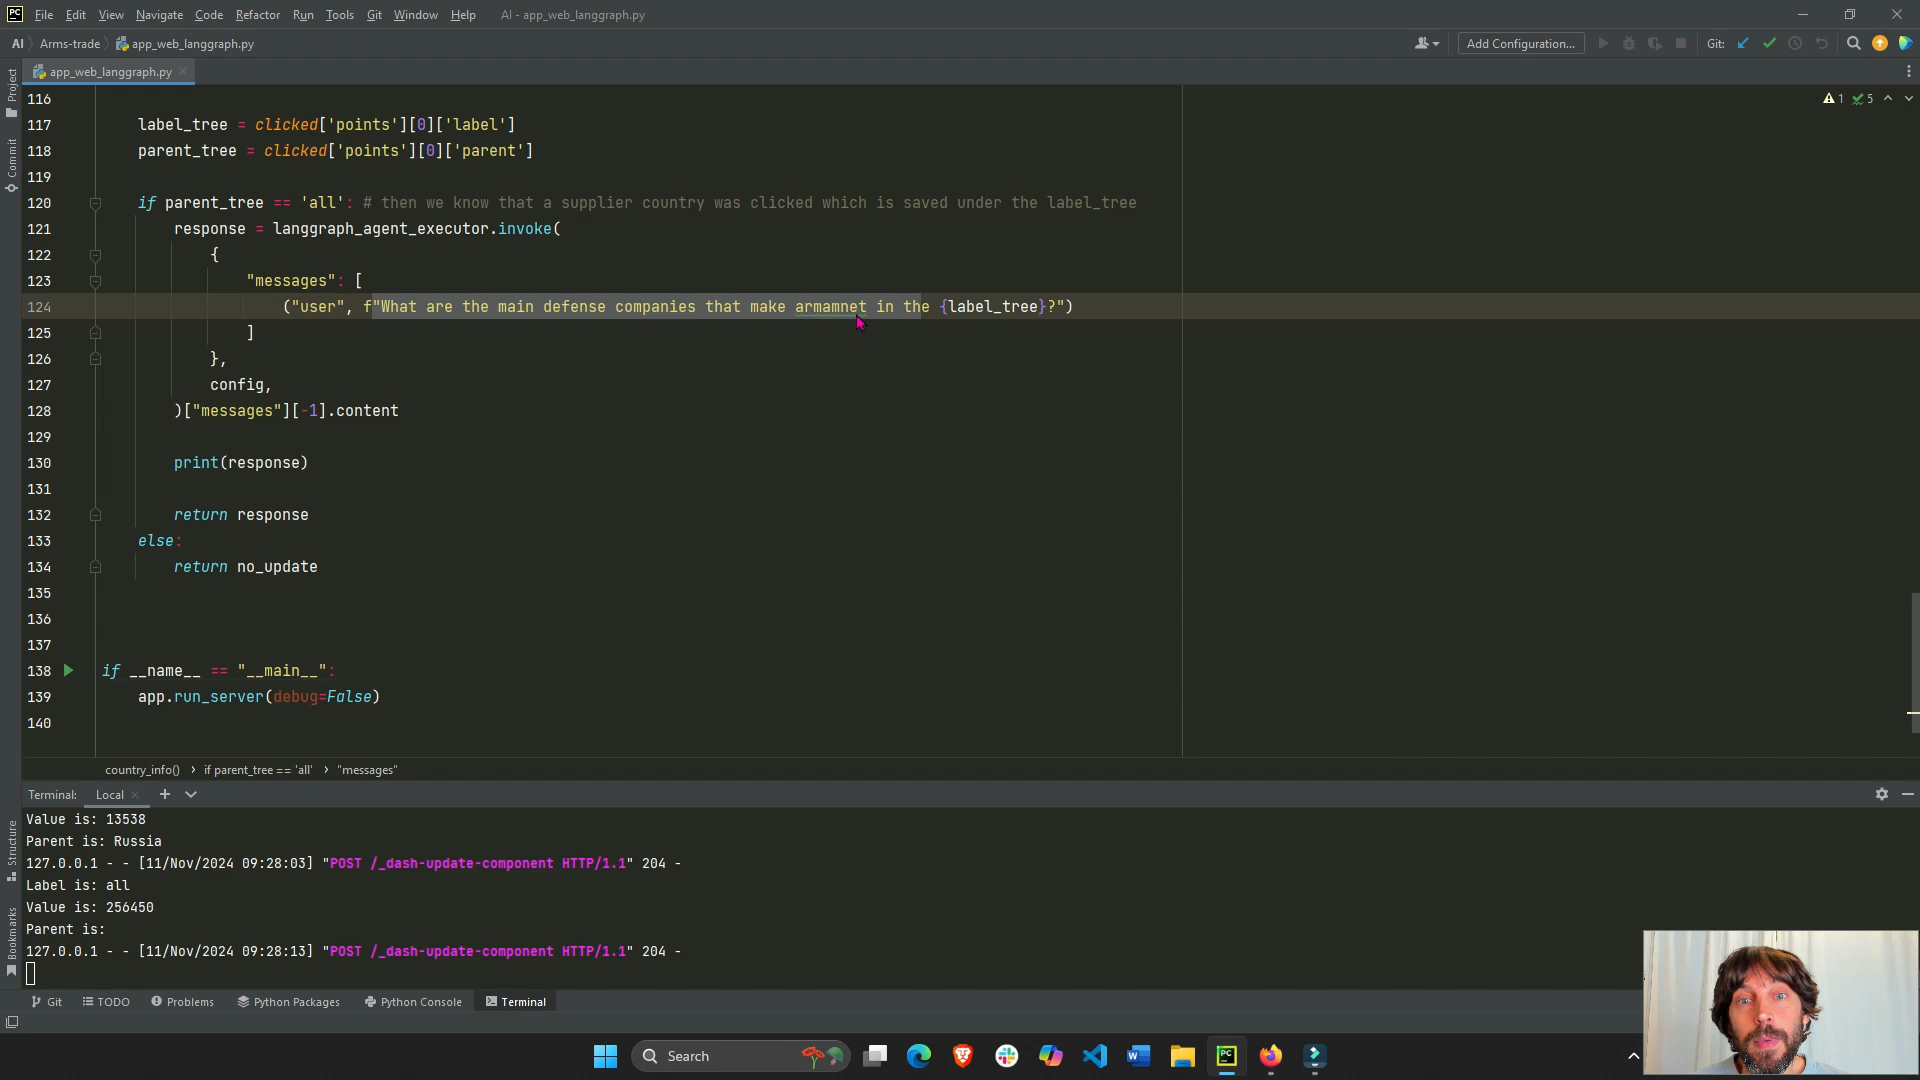 PC File Edit View Navigate Code Refactor Run Tools Git Window Help AI - app_web_langgraph.py
AI Arms-trade app_web_langgraph.py Add Configuration... Git:
Project app_web_langgraph.py
116 1 5
117 label_tree = clicked['points'][0]['label']
118 parent_tree = clicked['points'][0]['parent']
Commit
119
120 if parent_tree == 'all': # then we know that a supplier country was clicked which is saved under the label_tree
121 response = langgraph_agent_executor.invoke(
122 {
123 "messages": [
124 ("user", f"What are the main defense companies that make armamnet in the {label_tree}?")
125 ]
126 },
127 config,
128 )["messages"][-1].content
129
130 print(response)
131
132 return response
133 else:
134 return no_update
135
136
137
138 if __name__ == "__main__":
139 app.run_server(debug=False)
140
country_info() if parent_tree == 'all' "messages"
Terminal: Local
Value is: 13538
Parent is: Russia
Structure
127.0.0.1 - - [11/Nov/2024 09:28:03] "POST /_dash-update-component HTTP/1.1" 204 -
Label is: all
Value is: 256450
Parent is:
Bookmarks
127.0.0.1 - - [11/Nov/2024 09:28:13] "POST /_dash-update-component HTTP/1.1" 204 -
Git TODO Problems Python Packages Python Console Terminal
Search W PC